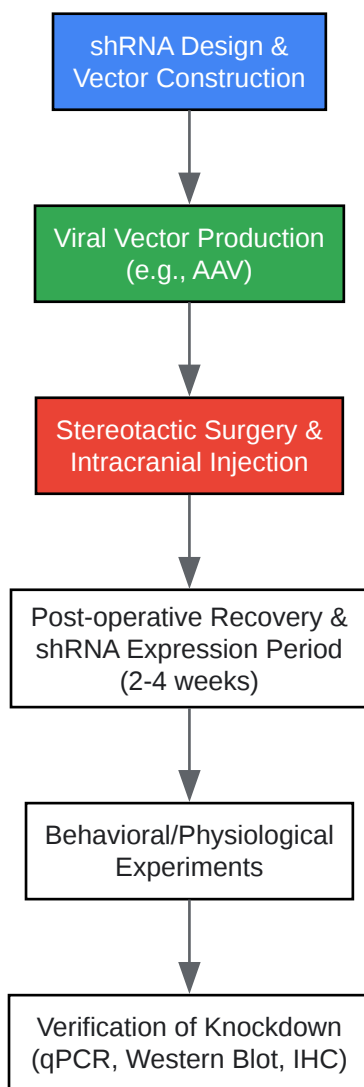 shRNA Design &
Vector Construction
Viral Vector Production
(e.g., AAV)
Stereotactic Surgery &
Intracranial Injection
Post-operative Recovery &
shRNA Expression Period
(2-4 weeks)
Behavioral/Physiological
Experiments
Verification of Knockdown
(qPCR, Western Blot, IHC)